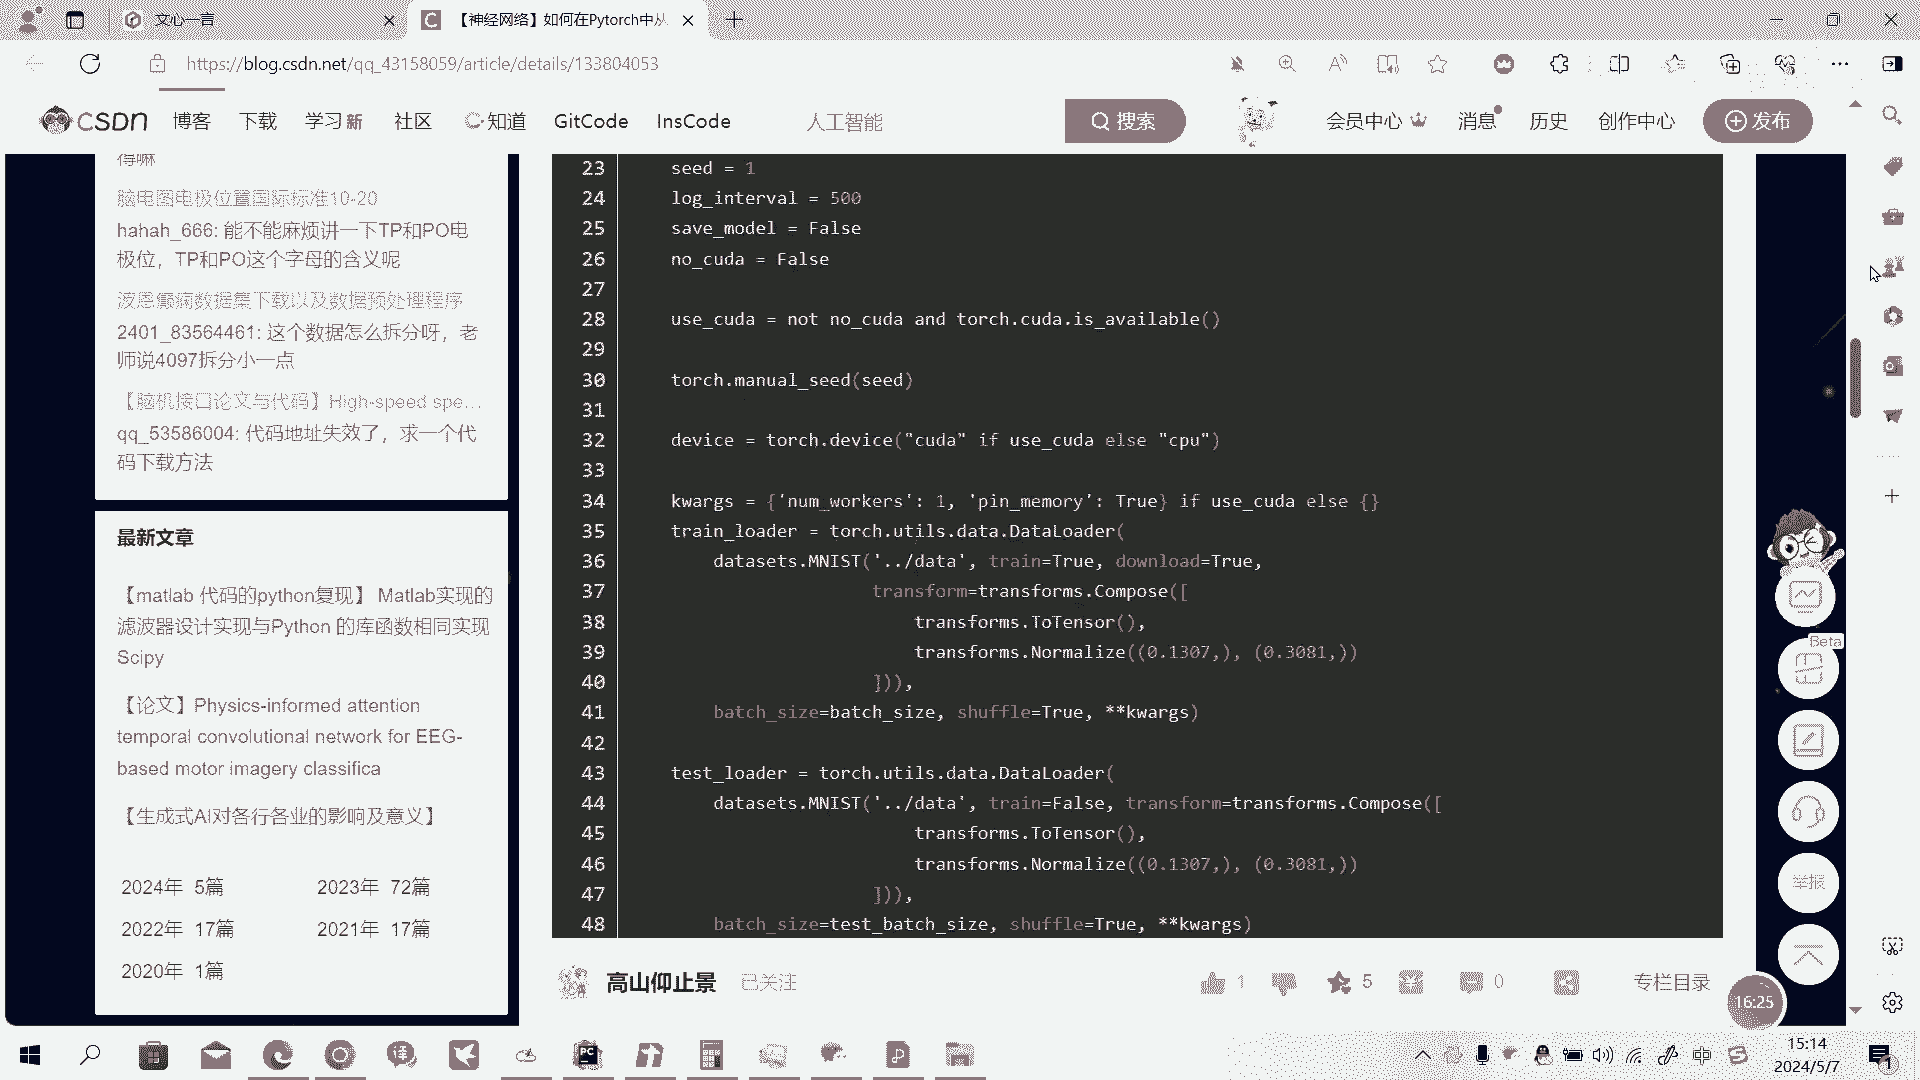 文心一言
【神经网络】如何在Pytorch中从
https://blog.csdn.net/qq_43158059/article/details/133804053
CSDN 博客 下载 学习新 社区 知道 GitCode InsCode 人工智能 搜索 会员中心 消息 历史 创作中心 发布
得嘛
脑电图电极位置国际标准10-20
hahah_666: 能不能麻烦讲一下TP和PO电
极位，TP和PO这个字母的含义呢
波恩癫痫数据集下载以及数据预处理程序
2401_83564461: 这个数据怎么拆分呀，老
师说4097拆分小一点
【脑机接口论文与代码】High-speed spe...
qq_53586004: 代码地址失效了，求一个代
码下载方法
最新文章
【matlab 代码的python复现】 Matlab实现的
滤波器设计实现与Python 的库函数相同实现
Scipy
【论文】Physics-informed attention
temporal convolutional network for EEG-
based motor imagery classifica
【生成式AI对各行各业的影响及意义】
2024年 5篇 2023年 72篇
2022年 17篇 2021年 17篇
2020年 1篇
23 seed = 1
24 log_interval = 500
25 save_model = False
26 no_cuda = False
27
28 use_cuda = not no_cuda and torch.cuda.is_available()
29
30 torch.manual_seed(seed)
31
32 device = torch.device("cuda" if use_cuda else "cpu")
33
34 kwargs = {'num_workers': 1, 'pin_memory': True} if use_cuda else {}
35 train_loader = torch.utils.data.DataLoader(
36 datasets.MNIST('../data', train=True, download=True,
37 transform=transforms.Compose([
38 transforms.ToTensor(),
39 transforms.Normalize((0.1307,), (0.3081,))
40 ])),
41 batch_size=batch_size, shuffle=True, **kwargs)
42
43 test_loader = torch.utils.data.DataLoader(
44 datasets.MNIST('../data', train=False, transform=transforms.Compose([
45 transforms.ToTensor(),
46 transforms.Normalize((0.1307,), (0.3081,))
47 ])),
48 batch_size=test_batch_size, shuffle=True, **kwargs)
高山仰止景 已关注 1 5 0 专栏目录
Beta
举报
16:25
中
15:14
2024/5/7
1